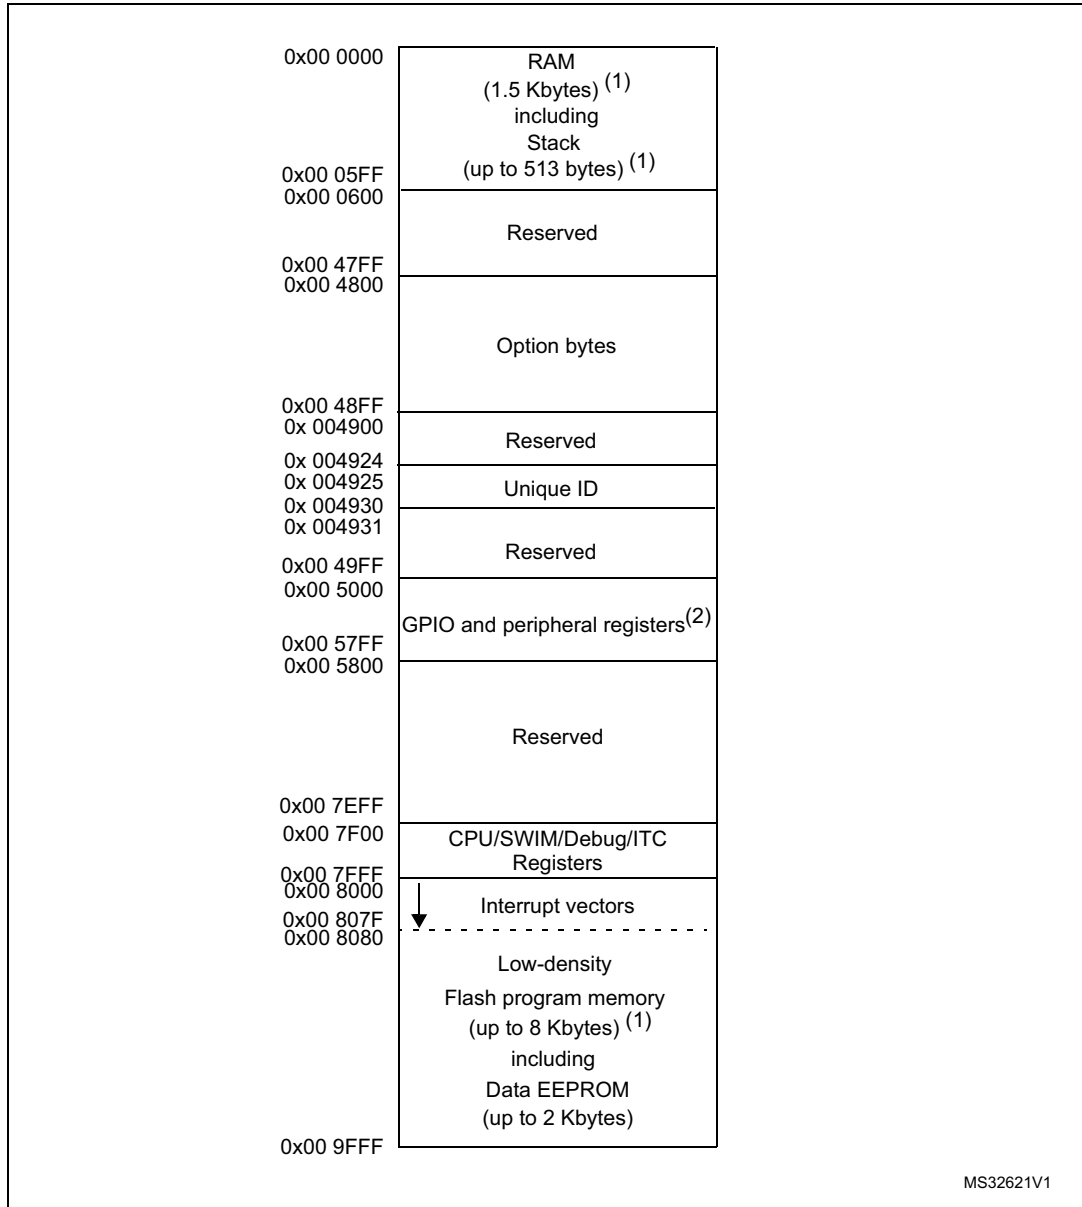 0x00 0000
RAM
(1.5 Kbytes) (1)
including
Stack
(up to 513 bytes) (1)
0x00 05FF
0x00 0600
Reserved
0x00 47FF
0x00 4800
Option bytes
0x00 48FF
0x 004900
Reserved
0x 004924
0x 004925
Unique ID
0x 004930
0x 004931
Reserved
0x00 49FF
0x00 5000
GPIO and peripheral registers(2)
0x00 57FF
0x00 5800
Reserved
0x00 7EFF
0x00 7F00
CPU/SWIM/Debug/ITC
Registers
0x00 7FFF
0x00 8000
Interrupt vectors
0x00 807F
0x00 8080
Low-density
Flash program memory
(up to 8 Kbytes) (1)
including
Data EEPROM
(up to 2 Kbytes)
0x00 9FFF
MS32621V1